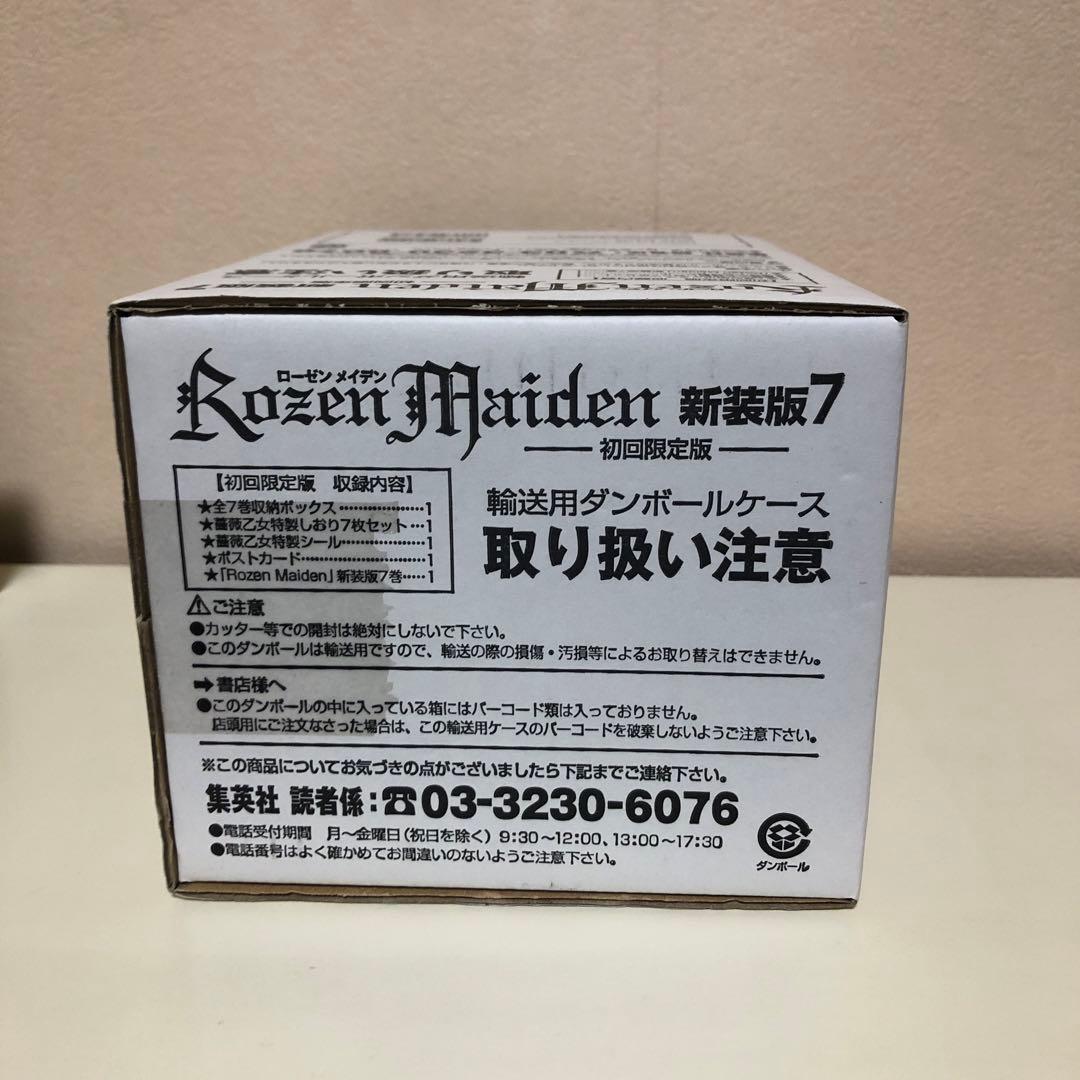 取り扱い注意
ローゼン メイデン
Rozen Maiden 新装版7
初回限定版
【初回限定版 収録内容】
★全7巻収納ボックス…………………1
★薔薇乙女特製しおり7枚セット…1
★薔薇乙女特製シール………………1
★ポストカード…………………………1
★「Rozen Maiden」新装版7巻……1
輸送用ダンボールケース
取り扱い注意
⚠ご注意
●カッター等での開封は絶対にしないで下さい。
●このダンボールは輸送用ですので、輸送の際の損傷・汚損等によるお取り替えはできません。
➡書店様へ
●このダンボールの中に入っている箱にはバーコード類は入っておりません。
店頭用にご注文なさった場合は、この輸送用ケースのバーコードを破棄しないようご注意下さい。
※この商品についてお気づきの点がございましたら下記までご連絡下さい。
集英社 読者係:☎03-3230-6076
●電話受付期間 月〜金曜日(祝日を除く) 9:30〜12:00、13:00〜17:30
●電話番号はよく確かめてお間違いのないようご注意下さい。
ダンボール